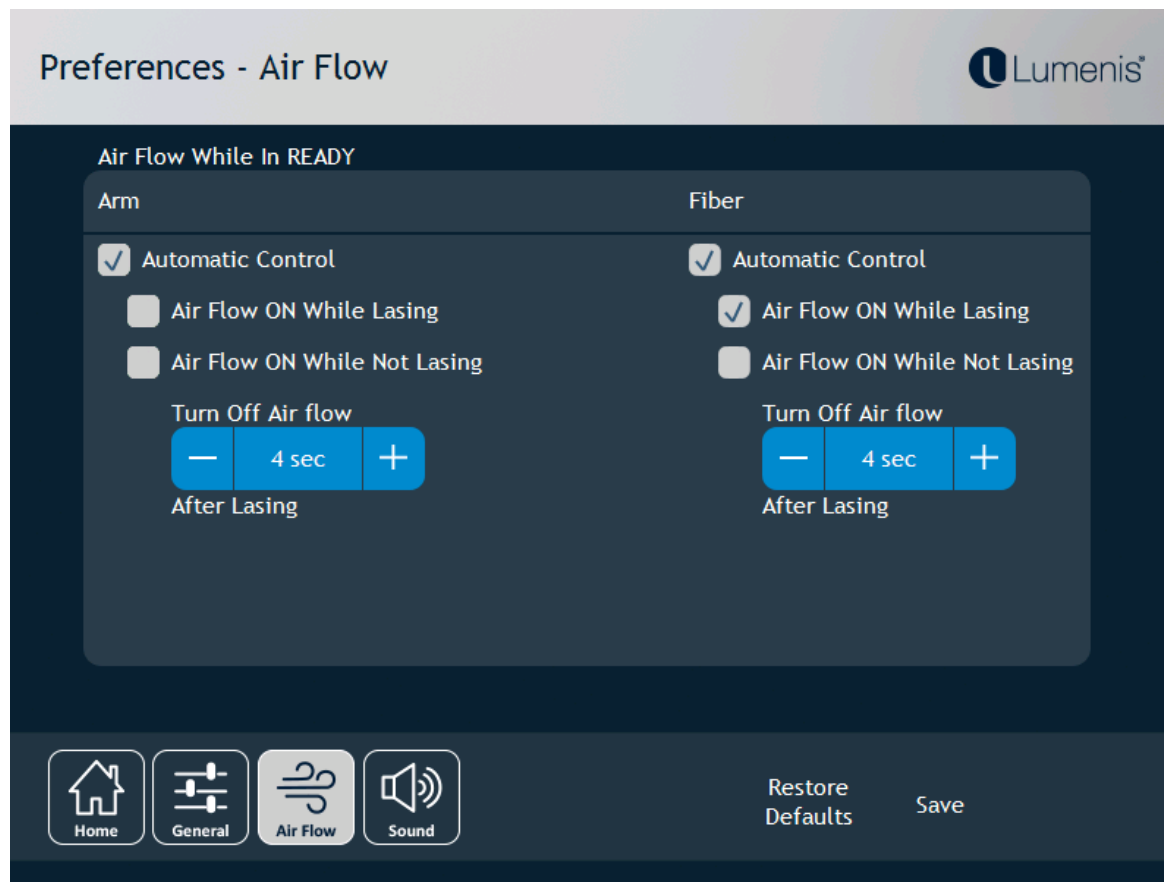 Preferences - Air Flow
Lumenis®
Air Flow While In READY
Arm
Fiber
Automatic Control
Air Flow ON While Lasing
Air Flow ON While Not Lasing
Turn Off Air flow
— 4 sec +
After Lasing
Automatic Control
Air Flow ON While Lasing
Air Flow ON While Not Lasing
Turn Off Air flow
— 4 sec +
After Lasing
Home
General
Air Flow
Sound
Restore
Defaults
Save